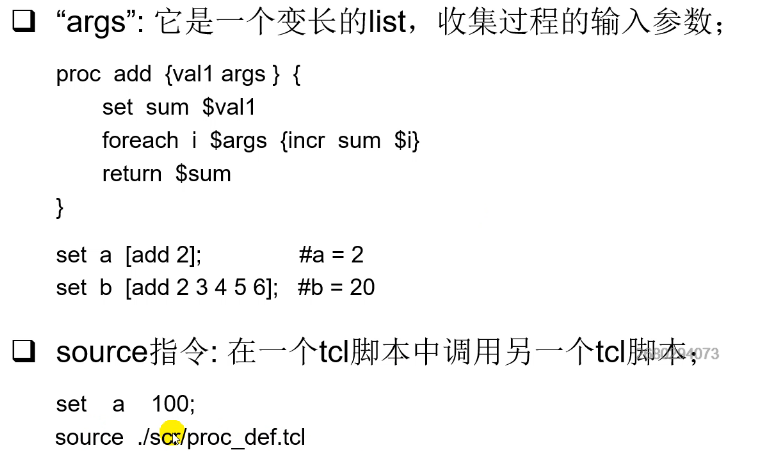 “args”: 它是一个变长的list，收集过程的输入参数；
proc add {val1 args } {
set sum $val1
foreach i $args {incr sum $i}
return $sum
}
set a [add 2]; #a = 2
set b [add 2 3 4 5 6]; #b = 20
source指令: 在一个tcl脚本中调用另一个tcl脚本；
set a 100;
source ./scr/proc_def.tcl